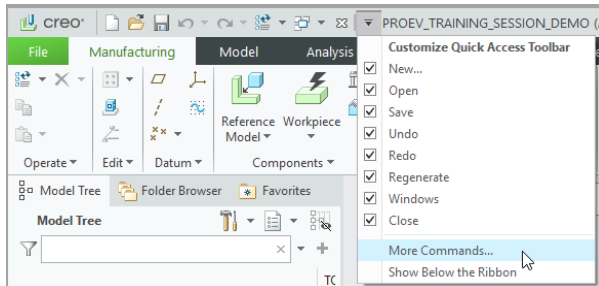 creo°
PROEV_TRAINING_SESSION_DEMO (
File Manufacturing Model Analysis
Customize Quick Access Toolbar
New...
Open
Save
Undo
Redo
Regenerate
Windows
Close
More Commands...
Show Below the Ribbon
Reference Model
Workpiece
Operate Edit Datum Components
Model Tree Folder Browser Favorites
Model Tree